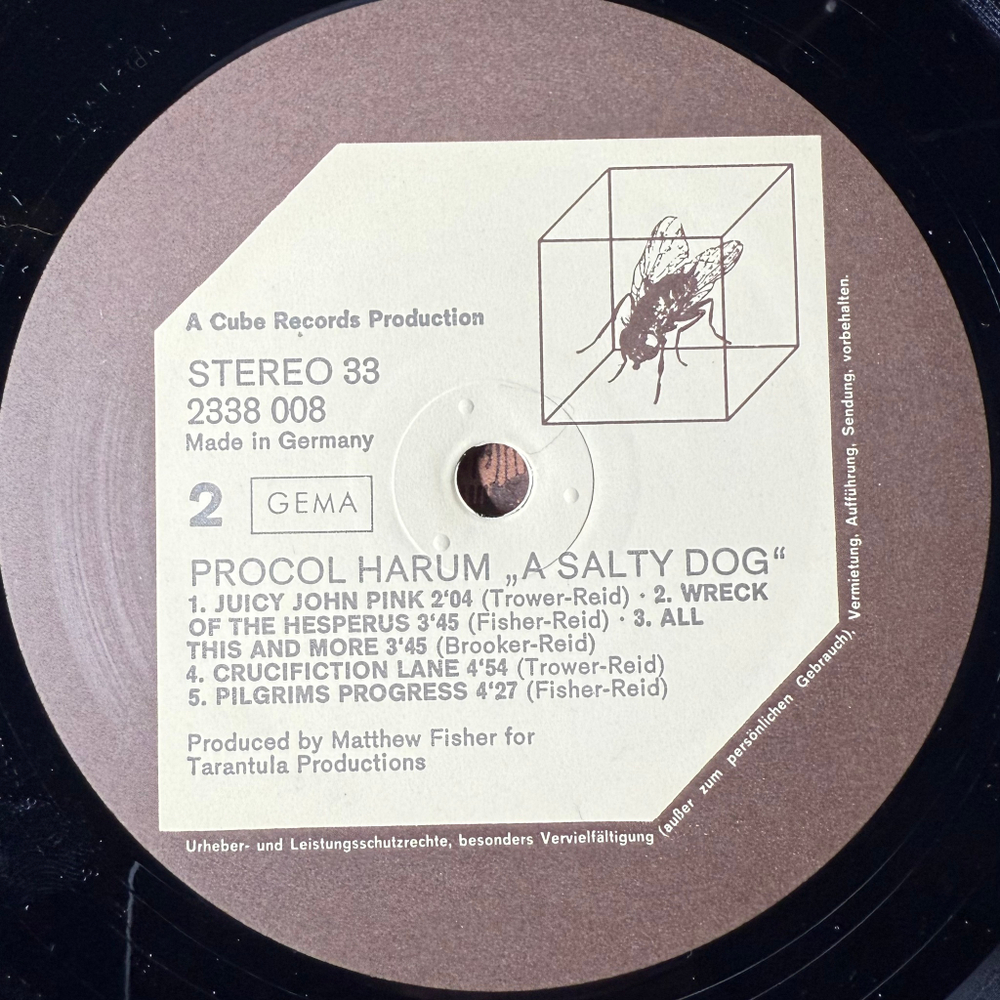 A Cube Records Production
STEREO 33
2338 008
Made in Germany
2 GEMA
PROCOL HARUM „A SALTY DOG“
1. JUICY JOHN PINK 2‘04 (Trower-Reid) · 2. WRECK
OF THE HESPERUS 3‘45 (Fisher-Reid) · 3. ALL
THIS AND MORE 3‘45 (Brooker-Reid)
4. CRUCIFICTION LANE 4‘54 (Trower-Reid)
5. PILGRIMS PROGRESS 4‘27 (Fisher-Reid)
Produced by Matthew Fisher for
Tarantula Productions
Urheber- und Leistungsschutzrechte, besonders Vervielfältigung (außer zum persönlichen Gebrauch), Vermietung, Aufführung, Sendung, vorbehalten.